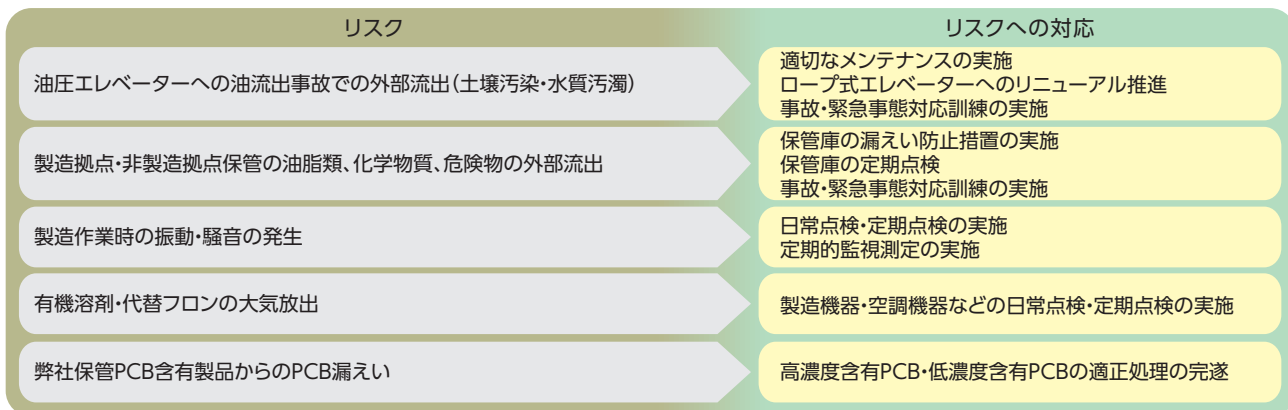 リスク
リスクへの対応
油圧エレベーターへの油流出事故での外部流出(土壌汚染・水質汚濁)
適切なメンテナンスの実施
ロープ式エレベーターへのリニューアル推進
事故・緊急事態対応訓練の実施
製造拠点・非製造拠点保管の油脂類、化学物質、危険物の外部流出
保管庫の漏えい防止措置の実施
保管庫の定期点検
事故・緊急事態対応訓練の実施
製造作業時の振動・騒音の発生
日常点検・定期点検の実施
定期的監視測定の実施
有機溶剤・代替フロンの大気放出
製造機器・空調機器などの日常点検・定期点検の実施
弊社保管PCB含有製品からのPCB漏えい
高濃度含有PCB・低濃度含有PCBの適正処理の完遂